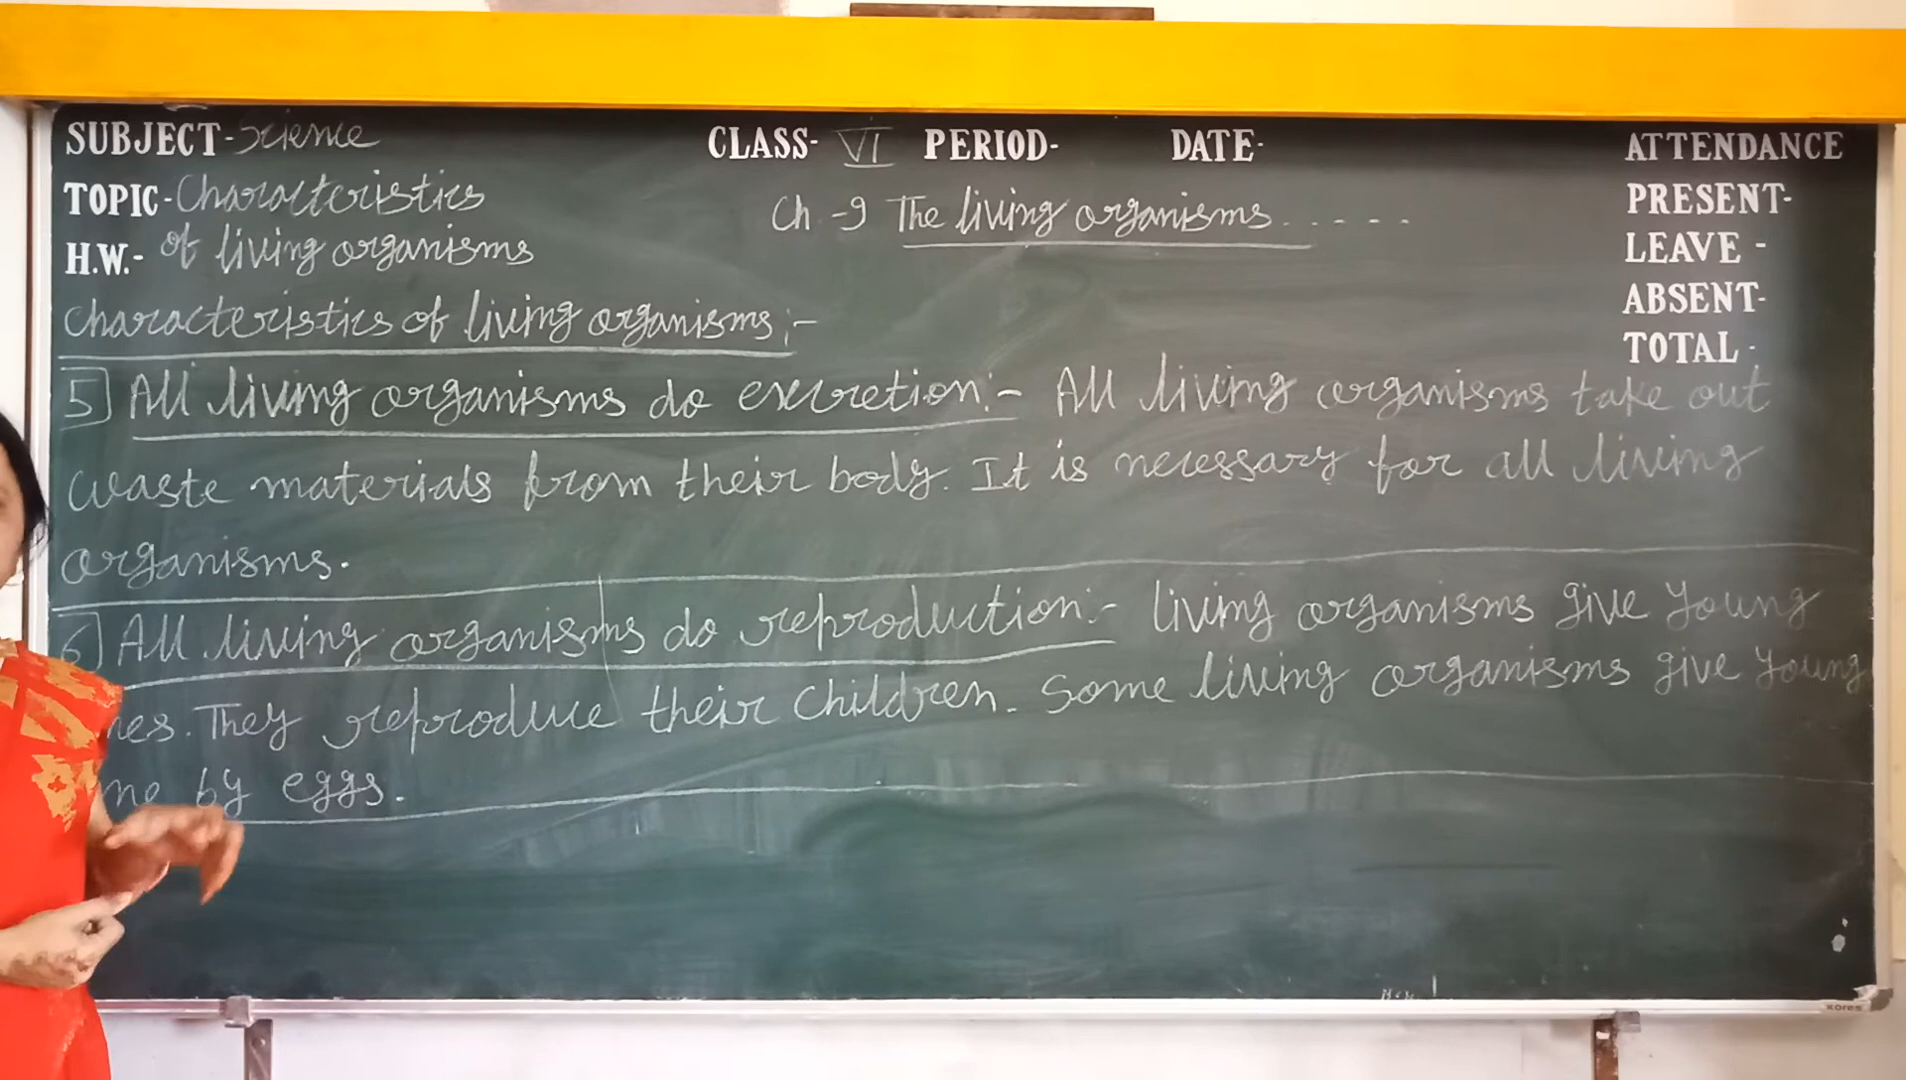 SUBJECT-Science CLASS- VI PERIOD- DATE- ATTENDANCE
TOPIC-Characteristics Ch -9 The living organisms..... PRESENT-
H.W.- of living organisms LEAVE -
ABSENT-
Characteristics of living organisms:-
TOTAL-
5] All living organisms do excretion:- All living organisms take out
waste materials from their body. It is necessary for all living
organisms.
6] All living organisms do reproduction:- living organisms give young
They reproduce their children. Some living organisms give young
by eggs.
kores